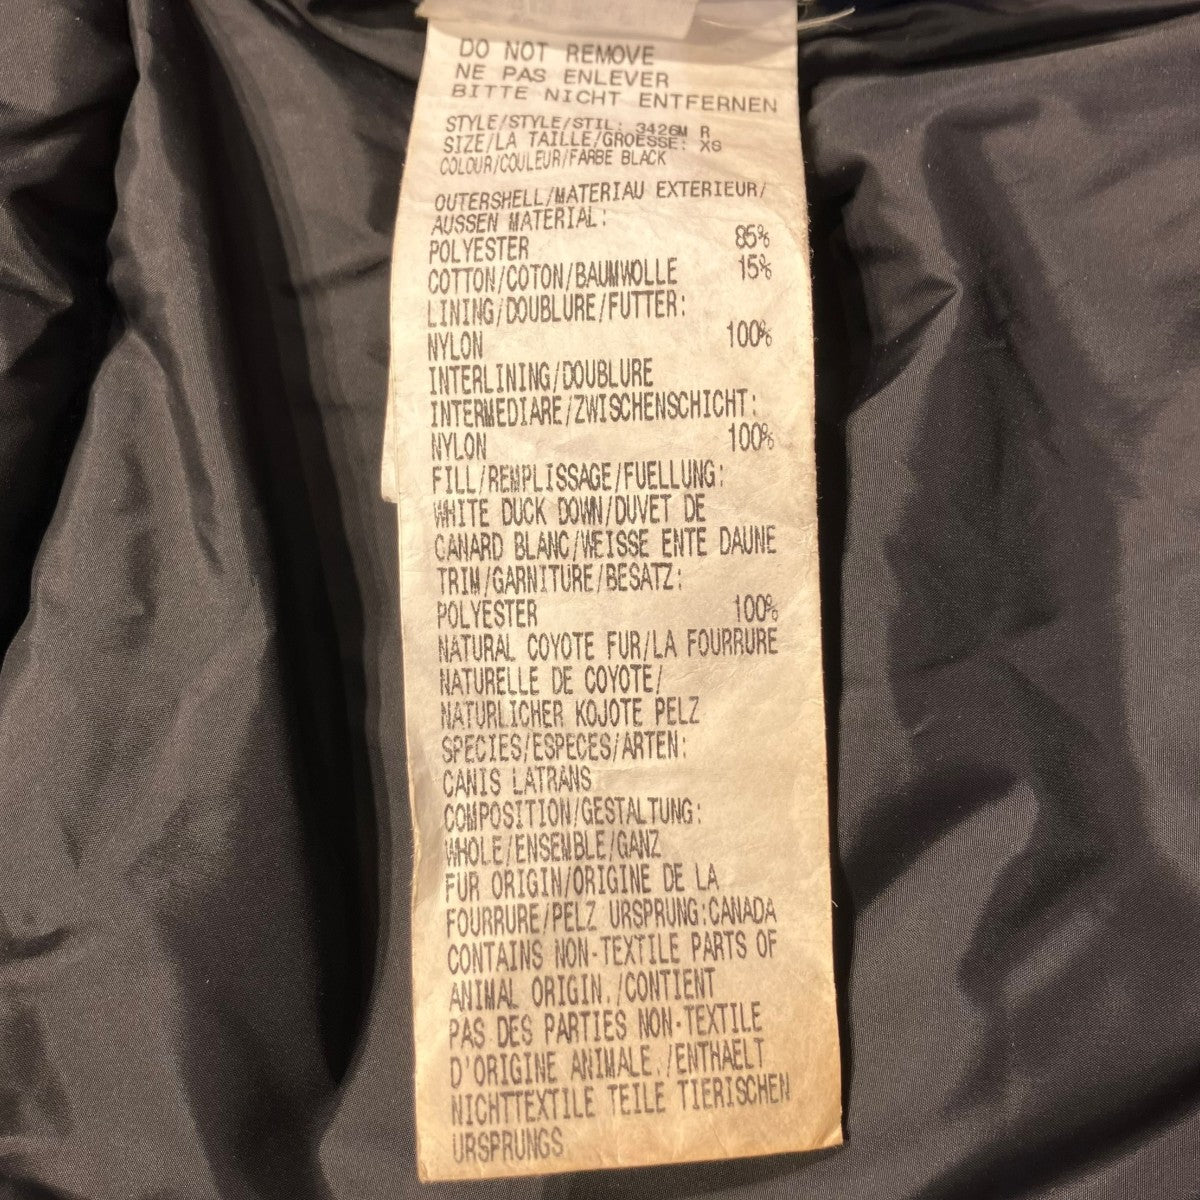 DO NOT REMOVE
NE PAS ENLEVER
BITTE NICHT ENTFERNEN
STYLE/STYLE/STIL: 3426M R
SIZE/LA TAILLE/GROESSE: XS
COLOUR/COULEUR/FARBE BLACK
OUTERSHELL/MATERIAU EXTERIEUR/
AUSSEN MATERIAL:
POLYESTER 85%
COTTON/COTON/BAUMWOLLE 15%
LINING/DOUBLURE/FUTTER:
NYLON 100%
INTERLINING/DOUBLURE
INTERMEDIARE/ZWISCHENSCHICHT:
NYLON 100%
FILL/REMPLISSAGE/FUELLUNG:
WHITE DUCK DOWN/DUVET DE
CANARD BLANC/WEISSE ENTE DAUNE
TRIM/GARNITURE/BESATZ:
POLYESTER 100%
NATURAL COYOTE FUR/LA FOURRURE
NATURELLE DE COYOTE/
NATURLICHER KOJOTE PELZ
SPECIES/ESPECES/ARTEN:
CANIS LATRANS
COMPOSITION/GESTALTUNG:
WHOLE/ENSEMBLE/GANZ
FUR ORIGIN/ORIGINE DE LA
FOURRURE/PELZ URSPRUNG:CANADA
CONTAINS NON-TEXTILE PARTS OF
ANIMAL ORIGIN./CONTIENT
PAS DES PARTIES NON-TEXTILE
D'ORIGINE ANIMALE./ENTHAELT
NICHTTEXTILE TEILE TIERISCHEN
URSPRUNGS